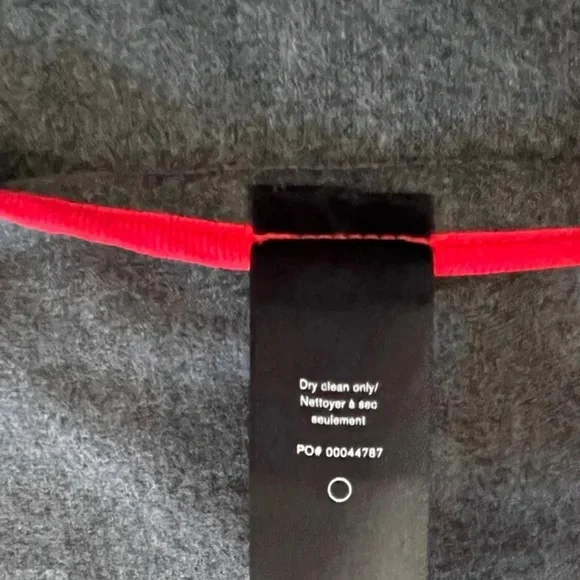 Dry clean only/
Nettoyer à sec
seulement
PO# 00044787